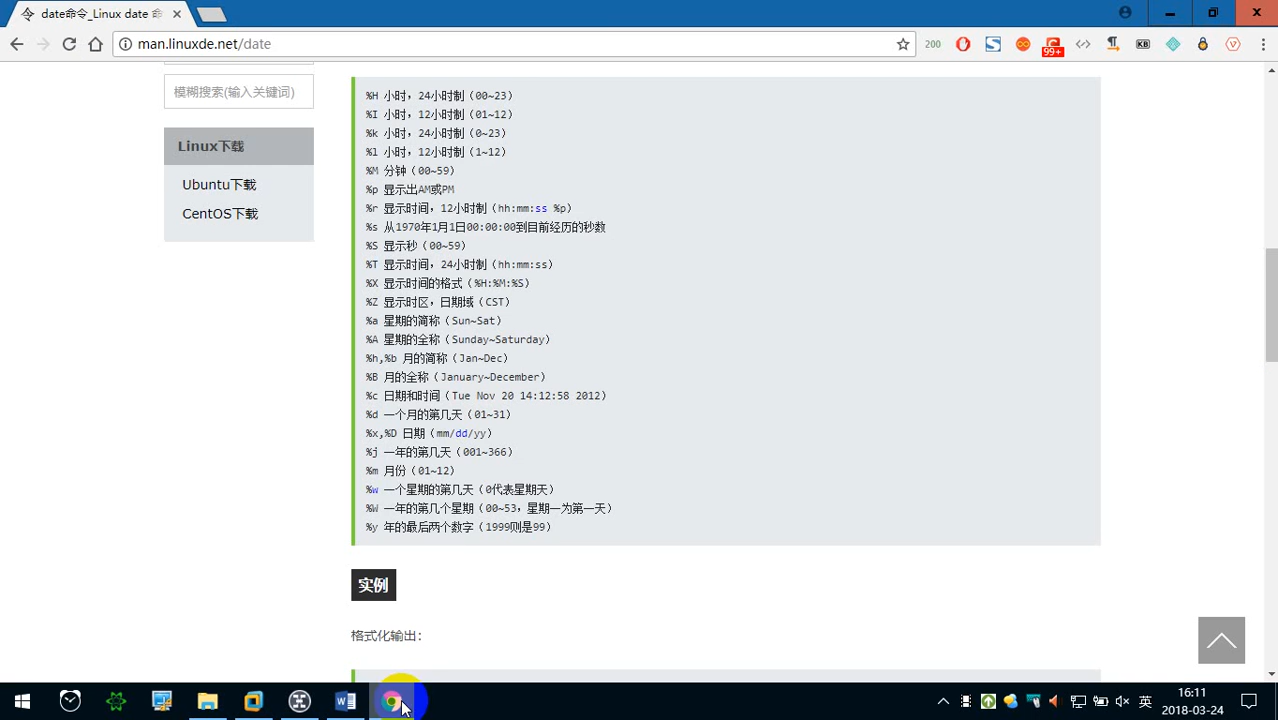 date命令_Linux date 命
man.linuxde.net/date
200
99+
KB
模糊搜索(输入关键词)
Linux下载
Ubuntu下载
CentOS下载
%H 小时，24小时制（00~23）
%I 小时，12小时制（01~12）
%k 小时，24小时制（0~23）
%l 小时，12小时制（1~12）
%M 分钟（00~59）
%p 显示出AM或PM
%r 显示时间，12小时制（hh:mm:ss %p）
%s 从1970年1月1日00:00:00到目前经历的秒数
%S 显示秒（00~59）
%T 显示时间，24小时制（hh:mm:ss）
%X 显示时间的格式（%H:%M:%S）
%Z 显示时区，日期域（CST）
%a 星期的简称（Sun~Sat）
%A 星期的全称（Sunday~Saturday）
%h,%b 月的简称（Jan~Dec）
%B 月的全称（January~December）
%c 日期和时间（Tue Nov 20 14:12:58 2012）
%d 一个月的第几天（01~31）
%x,%D 日期（mm/dd/yy）
%j 一年的第几天（001~366）
%m 月份（01~12）
%w 一个星期的第几天（0代表星期天）
%W 一年的第几个星期（00~53，星期一为第一天）
%y 年的最后两个数字（1999则是99）
实例
格式化输出：
英
16:11
2018-03-24